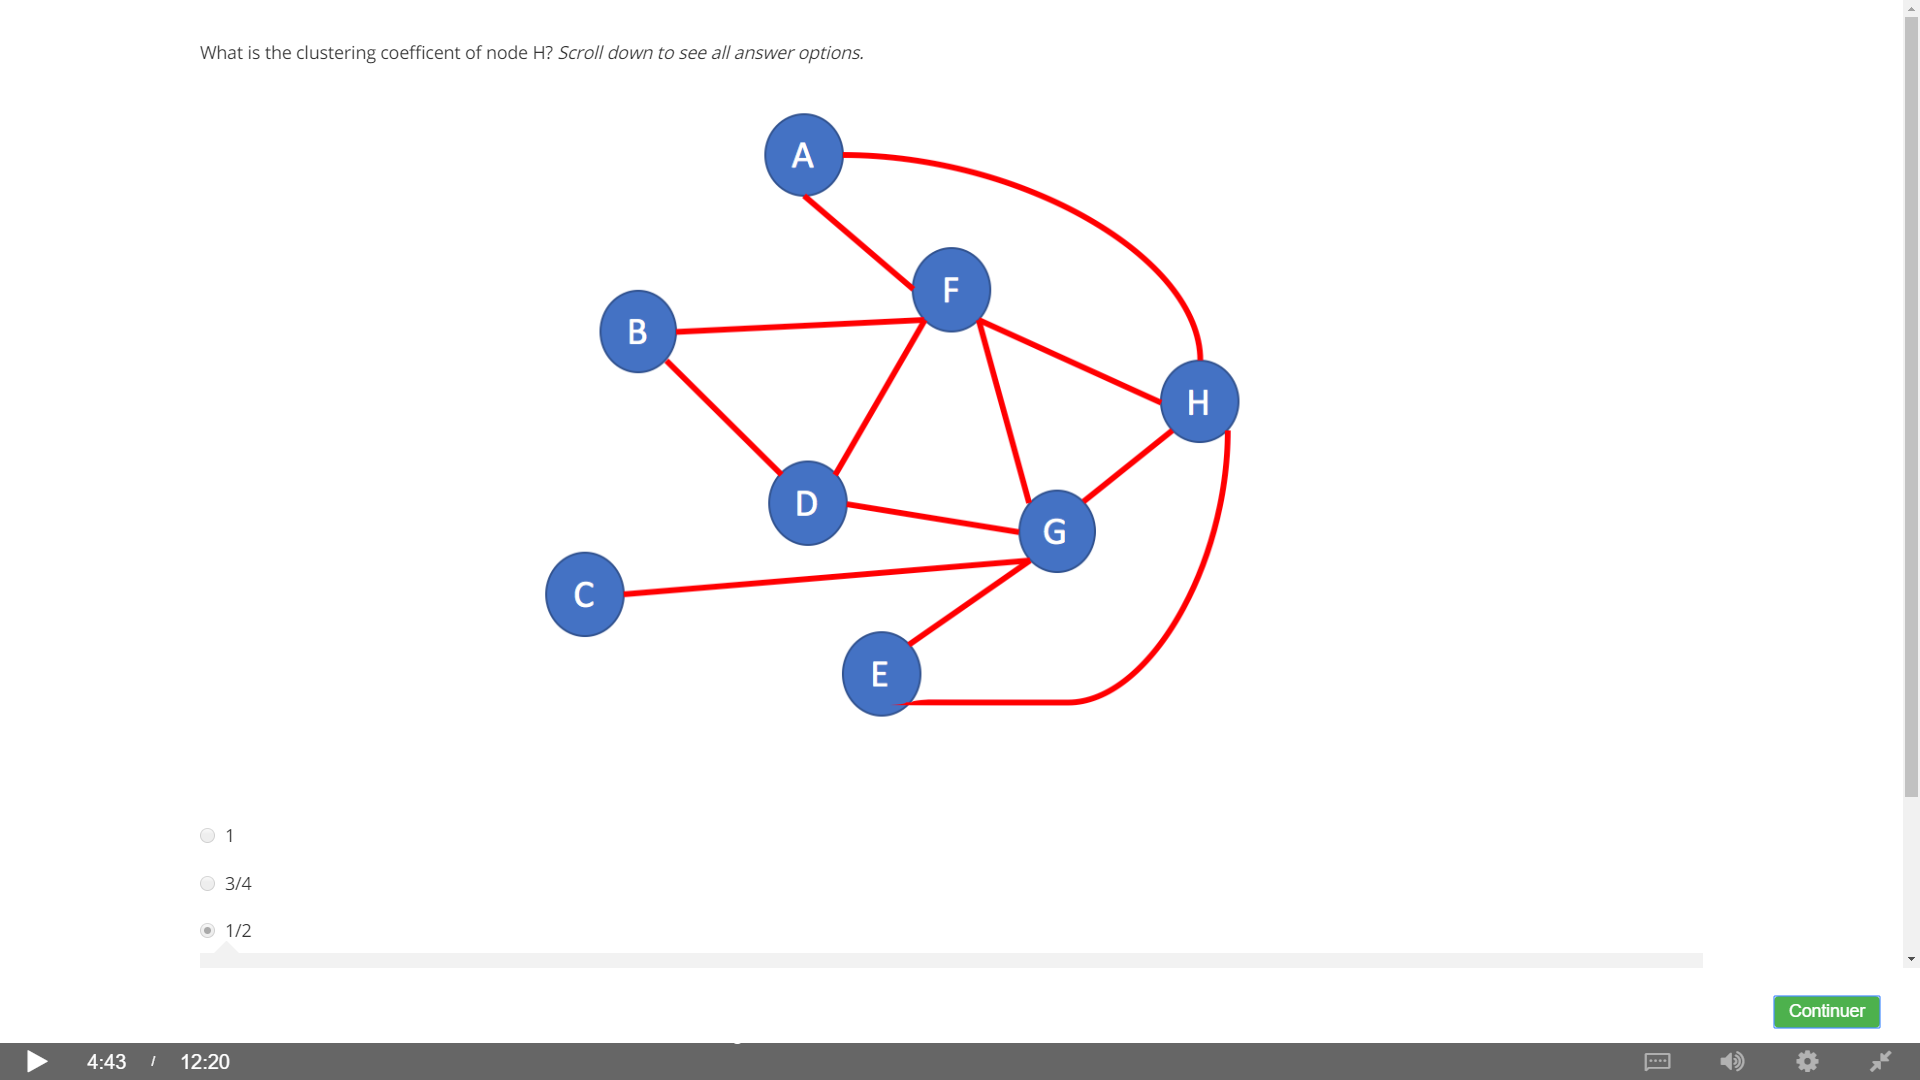 What is the clustering coefficent of node H? Scroll down to see all answer options.
A
F
B
H
D
G
C
E
1
3/4
1/2
Continuer
4:43 / 12:20